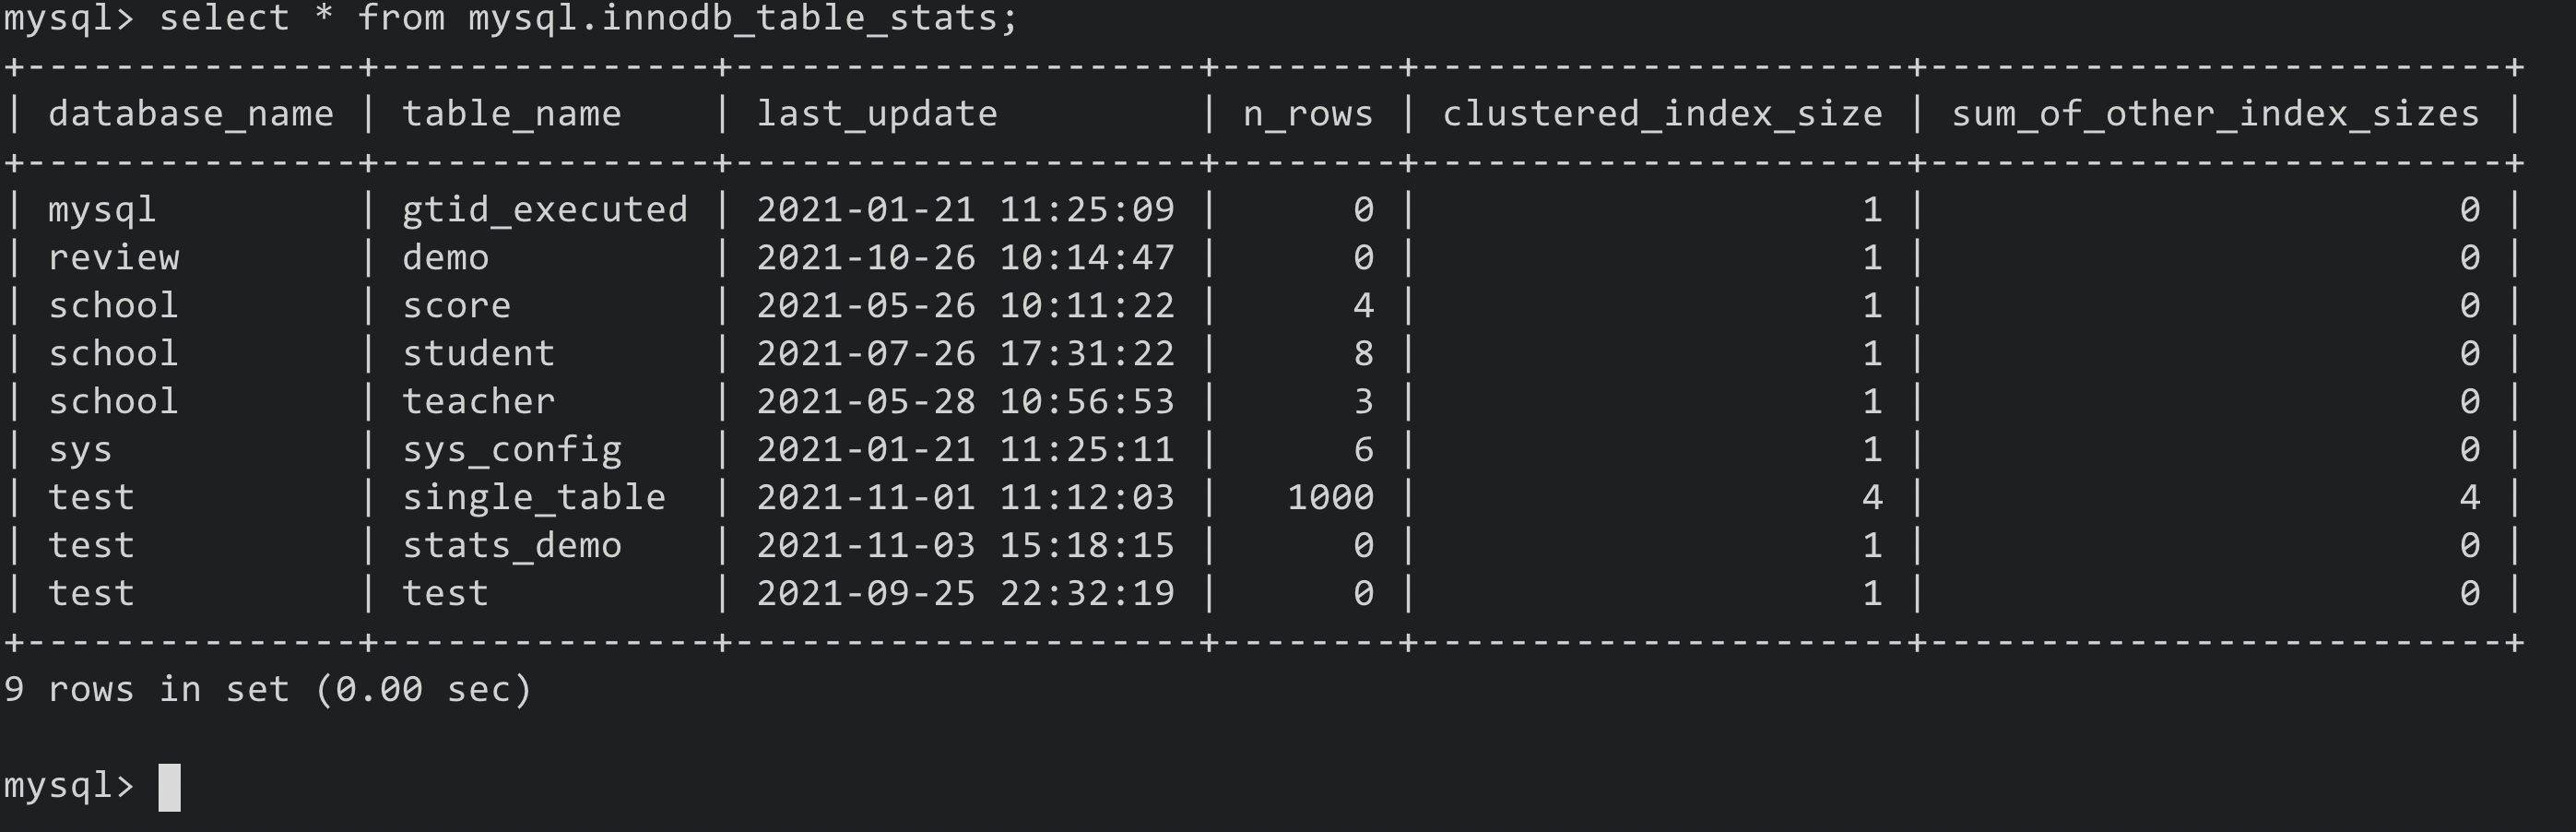 mysql> select * from mysql.innodb_table_stats;
+---------------+---------------+---------------------+--------+----------------------+--------------------------+
| database_name | table_name    | last_update         | n_rows | clustered_index_size | sum_of_other_index_sizes |
+---------------+---------------+---------------------+--------+----------------------+--------------------------+
| mysql         | gtid_executed | 2021-01-21 11:25:09 |      0 |                    1 |                        0 |
| review        | demo          | 2021-10-26 10:14:47 |      0 |                    1 |                        0 |
| school        | score         | 2021-05-26 10:11:22 |      4 |                    1 |                        0 |
| school        | student       | 2021-07-26 17:31:22 |      8 |                    1 |                        0 |
| school        | teacher       | 2021-05-28 10:56:53 |      3 |                    1 |                        0 |
| sys           | sys_config    | 2021-01-21 11:25:11 |      6 |                    1 |                        0 |
| test          | single_table  | 2021-11-01 11:12:03 |   1000 |                    4 |                        4 |
| test          | stats_demo    | 2021-11-03 15:18:15 |      0 |                    1 |                        0 |
| test          | test          | 2021-09-25 22:32:19 |      0 |                    1 |                        0 |
+---------------+---------------+---------------------+--------+----------------------+--------------------------+
9 rows in set (0.00 sec)
mysql>